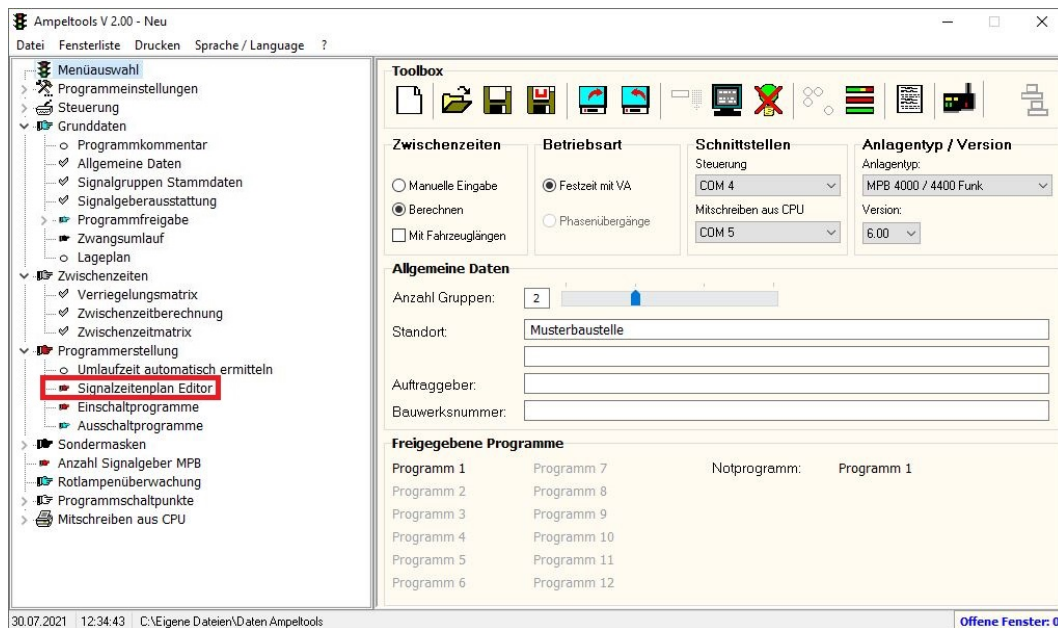 Ampeltools V 2.00 - Neu
Datei Fensterliste Drucken Sprache / Language ?
Menüauswahl
Programmeinstellungen
Steuerung
Grunddaten
Programmkommentar
Allgemeine Daten
Signalgruppen Stammdaten
Signalgeberausstattung
Programmfreigabe
Zwangsumlauf
Lageplan
Zwischenzeiten
Verriegelungsmatrix
Zwischenzeitberechnung
Zwischenzeitmatrix
Programmerstellung
Umlaufzeit automatisch ermitteln
Signalzeitenplan Editor
Einschaltprogramme
Ausschaltprogramme
Sondermasken
Anzahl Signalgeber MPB
Rotlampenüberwachung
Programmschaltpunkte
Mitschreiben aus CPU
Toolbox
Zwischenzeiten
Manuelle Eingabe
Berechnen
Mit Fahrzeuglängen
Betriebsart
Festzeit mit VA
Phasenübergänge
Schnittstellen
Steuerung
COM 4
Mitschreiben aus CPU
COM 5
Anlagentyp / Version
Anlagentyp:
MPB 4000 / 4400 Funk
Version:
6.00
Allgemeine Daten
Anzahl Gruppen: 2
Standort: Musterbaustelle
Auftraggeber:
Bauwerksnummer:
Freigegebene Programme
Programm 1 Programm 7 Notprogramm: Programm 1
Programm 2 Programm 8
Programm 3 Programm 9
Programm 4 Programm 10
Programm 5 Programm 11
Programm 6 Programm 12
30.07.2021 12:34:43 C:\Eigene Dateien\Daten Ampeltools Offene Fenster: 0